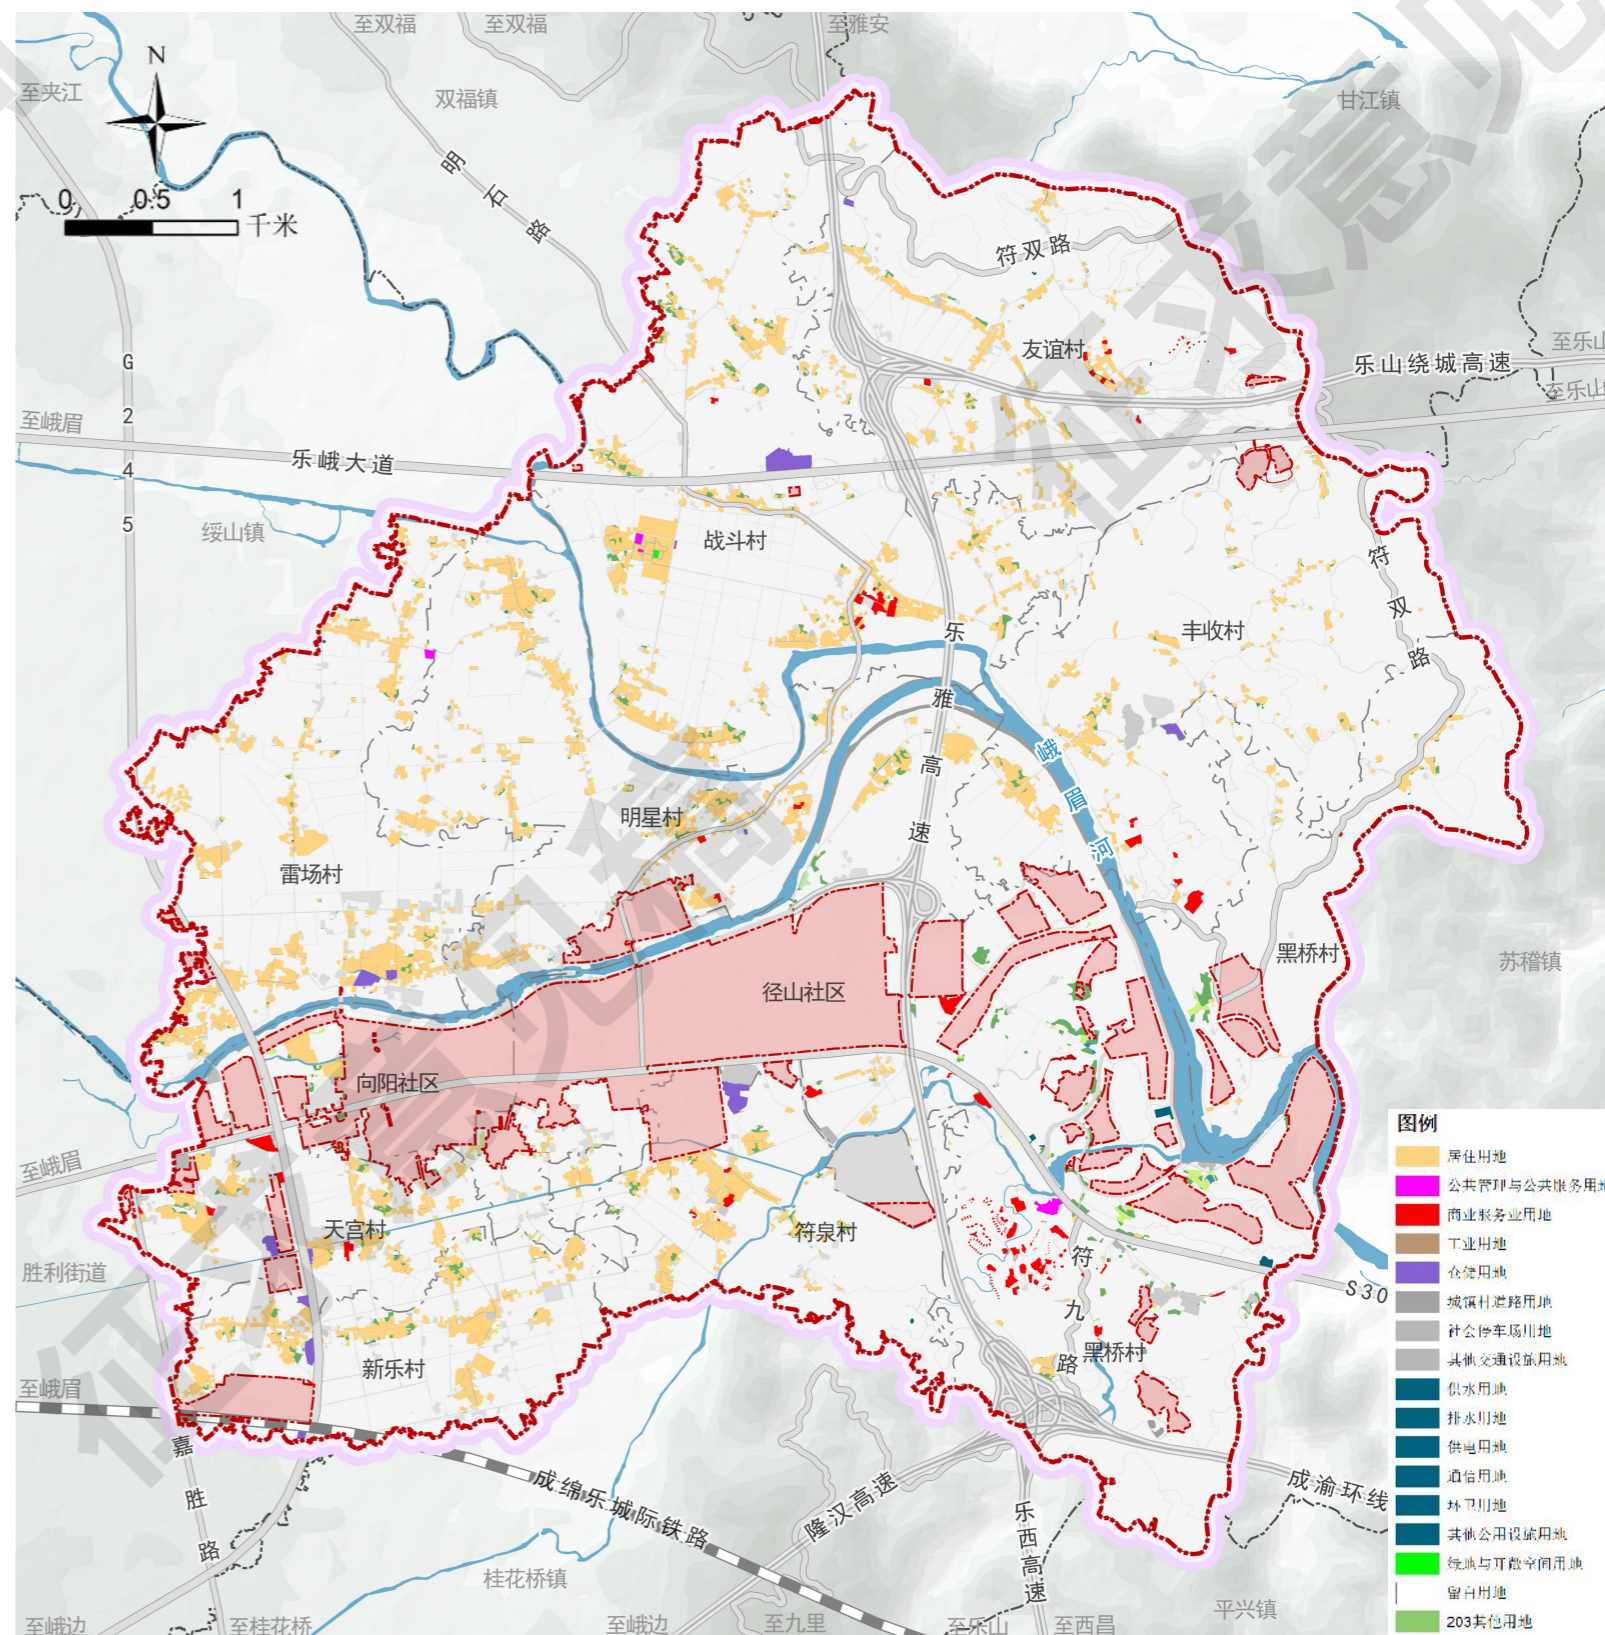 至双福
至双福
至雅安
N
至夹江
双福镇
甘江镇
明石路
0 0.5 1
千米
符双路
友谊村
至乐山
乐山绕城高速
至乐山
G245
至峨眉
乐峨大道
绥山镇
战斗村
符双路
丰收村
乐雅高速
峨眉河
明星村
雷场村
黑桥村
苏稽镇
径山社区
向阳社区
至峨眉
天宫村
符泉村
胜利街道
符九路
S30
新乐村
黑桥村
至峨眉
嘉胜路
成绵乐城际铁路
隆汉高速
乐西高速
成渝环线
桂花桥镇
平兴镇
至峨边
至桂花桥
至峨边
至九里
至乐山
至西昌
图例
居住用地
公共管理与公共服务用地
商业服务业用地
工业用地
仓储用地
城镇村道路用地
社会停车场用地
其他交通设施用地
供水用地
排水用地
供电用地
通信用地
环卫用地
其他公用设施用地
绿地与开敞空间用地
留白用地
203其他用地
征求意见稿
征求意见